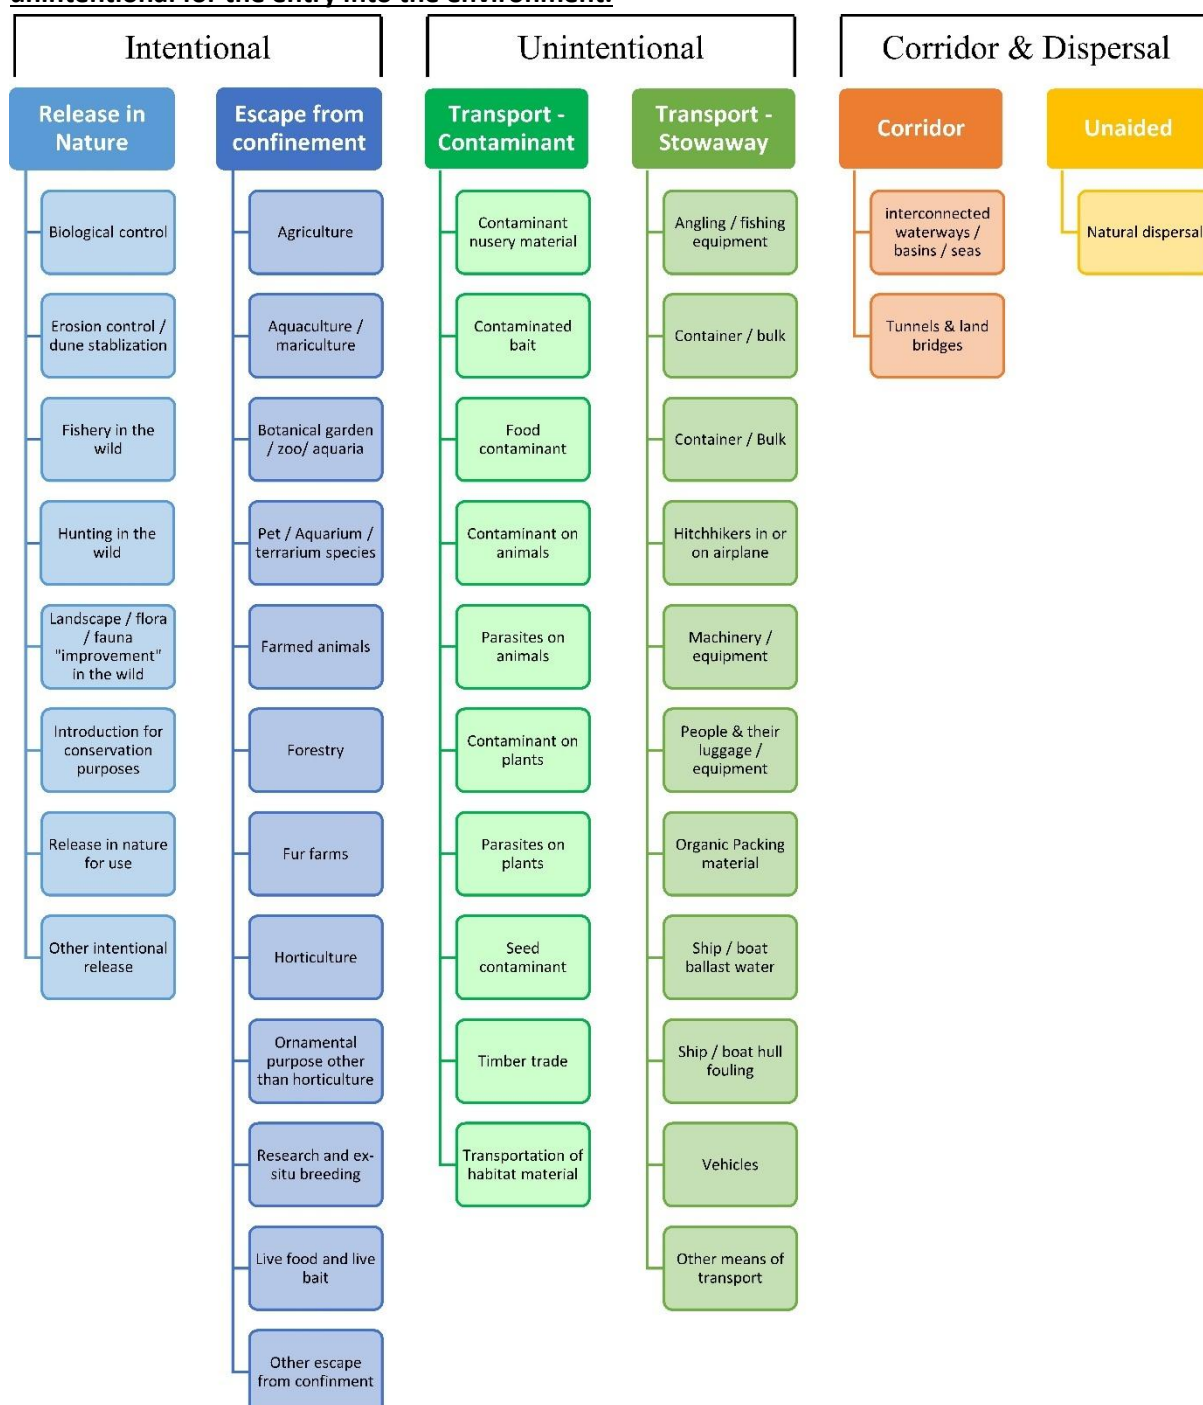 unintentional for the entry into the environment.
Intentional
Unintentional
Corridor & Dispersal
Release in
Nature
Escape from
confinement
Transport -
Contaminant
Transport -
Stowaway
Corridor
Unaided
Biological control
Erosion control /
dune stablization
Fishery in the
wild
Hunting in the
wild
Landscape / flora
/ fauna
"improvement"
in the wild
Introduction for
conservation
purposes
Release in nature
for use
Other intentional
release
Agriculture
Aquaculture /
mariculture
Botanical garden
/ zoo/ aquaria
Pet / Aquarium /
terrarium species
Farmed animals
Forestry
Fur farms
Horticulture
Ornamental
purpose other
than horticulture
Research and ex-
situ breeding
Live food and live
bait
Other escape
from confinment
Contaminant
nusery material
Contaminated
bait
Food
contaminant
Contaminant on
animals
Parasites on
animals
Contaminant on
plants
Parasites on
plants
Seed
contaminant
Timber trade
Transportation of
habitat material
Angling / fishing
equipment
Container / bulk
Container / Bulk
Hitchhikers in or
on airplane
Machinery /
equipment
People & their
luggage /
equipment
Organic Packing
material
Ship / boat
ballast water
Ship / boat hull
fouling
Vehicles
Other means of
transport
interconnected
waterways /
basins / seas
Tunnels & land
bridges
Natural dispersal